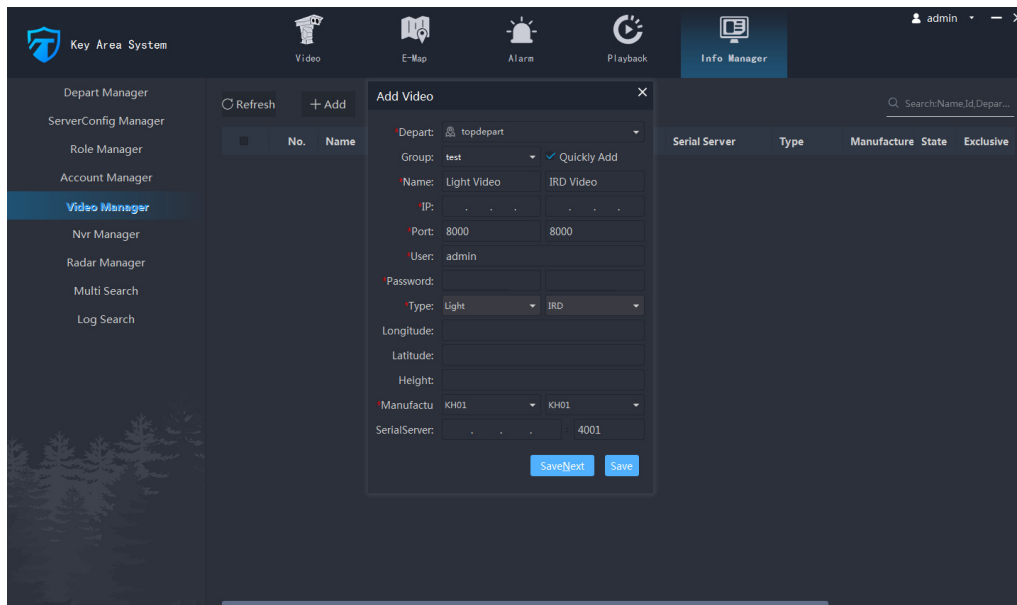 Key Area System
Video
E-Map
Alarm
Playback
Info Manager
admin
Depart Manager
ServerConfig Manager
Role Manager
Account Manager
Video Manager
Nvr Manager
Radar Manager
Multi Search
Log Search
Refresh
Add
Search:Name,Id,Depar...
No. Name Serial Server Type Manufacture State Exclusive
Add Video
*Depart: topdepart
Group: test Quickly Add
*Name: Light Video IRD Video
*IP: . . . . . .
*Port: 8000 8000
*User: admin
*Password:
*Type: Light IRD
Longitude:
Latitude:
Height:
*Manufactu KH01 KH01
SerialServer: . . . : 4001
SaveNext Save